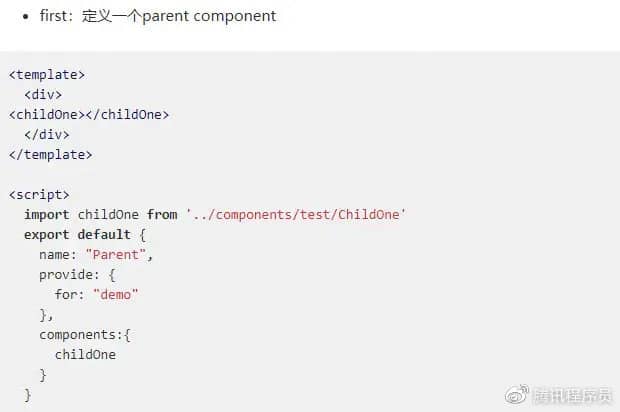 • first：定义一个parent component
<template>
  <div>
<childOne></childOne>
  </div>
</template>

<script>
  import childOne from '../components/test/ChildOne'
  export default {
    name: "Parent",
    provide: {
      for: "demo"
    },
    components:{
      childOne
    }
  }
@腾讯程序员